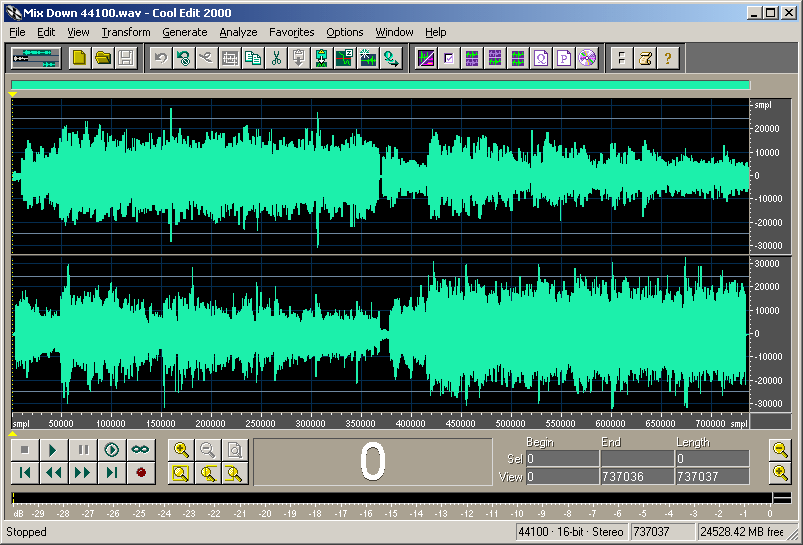 Mix Down 44100.wav - Cool Edit 2000
File Edit View Transform Generate Analyze Favorites Options Window Help
F ?
smpl
20000
10000
0
-10000
-20000
-30000
30000
20000
10000
0
-10000
-20000
-30000
smpl 50000 100000 150000 200000 250000 300000 350000 400000 450000 500000 550000 600000 650000 700000 smpl
0
Begin End Length
Sel 0 0
View 0 737036 737037
dB -29 -28 -27 -26 -25 -24 -23 -22 -21 -20 -19 -18 -17 -16 -15 -14 -13 -12 -11 -10 -9 -8 -7 -6 -5 -4 -3 -2 -1 0
Stopped 44100 · 16-bit · Stereo 737037 24528.42 MB free